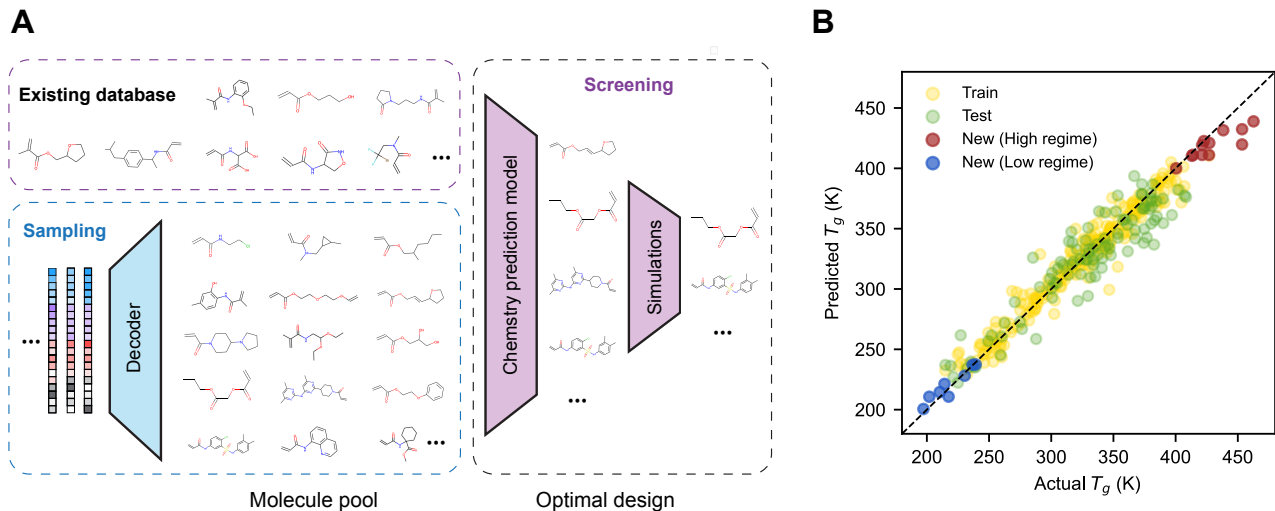 A
Existing database
•••
Sampling
•••
Decoder
•••
Molecule pool
Screening
Chemstry prediction model
Simulations
•••
•••
Optimal design
B
Predicted Tg (K)
450
400
350
300
250
200
Train
Test
New (High regime)
New (Low regime)
200 250 300 350 400 450
Actual Tg (K)